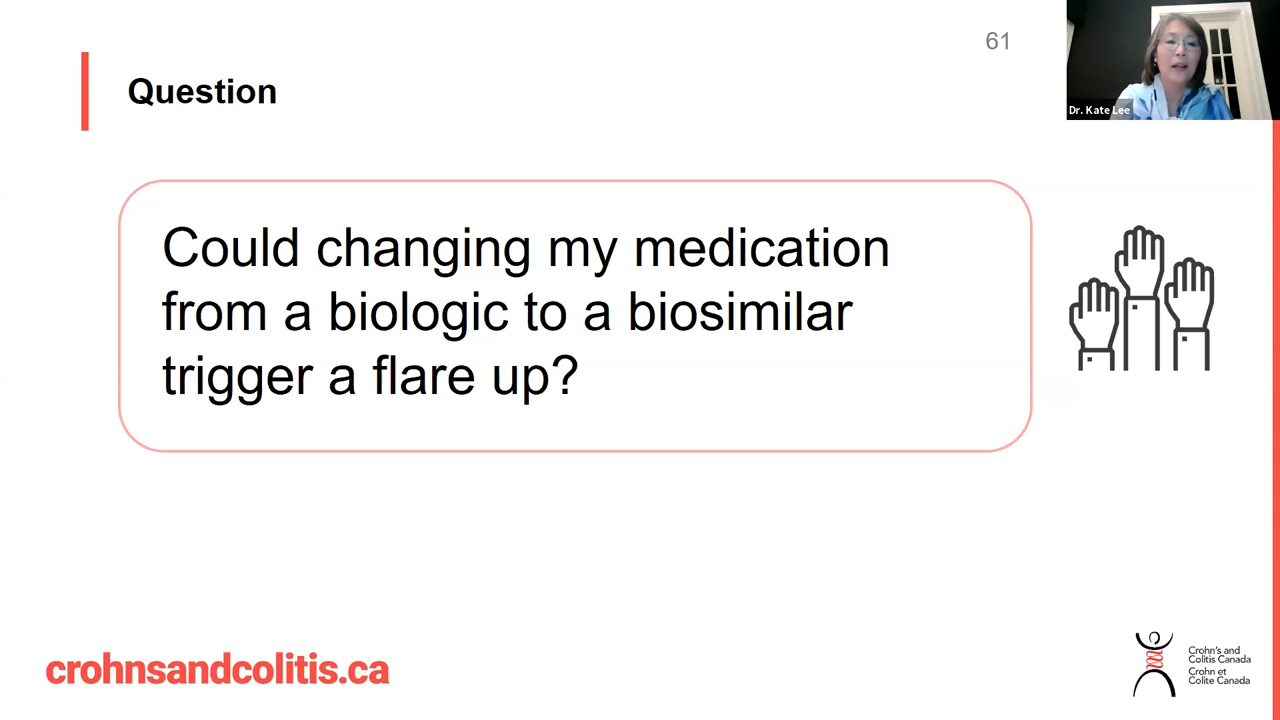 61
Question
Dr. Kate Lee
Could changing my medication
from a biologic to a biosimilar
trigger a flare up?
crohnsandcolitis.ca
Crohn's and
Colitis Canada
Crohn et
Colite Canada